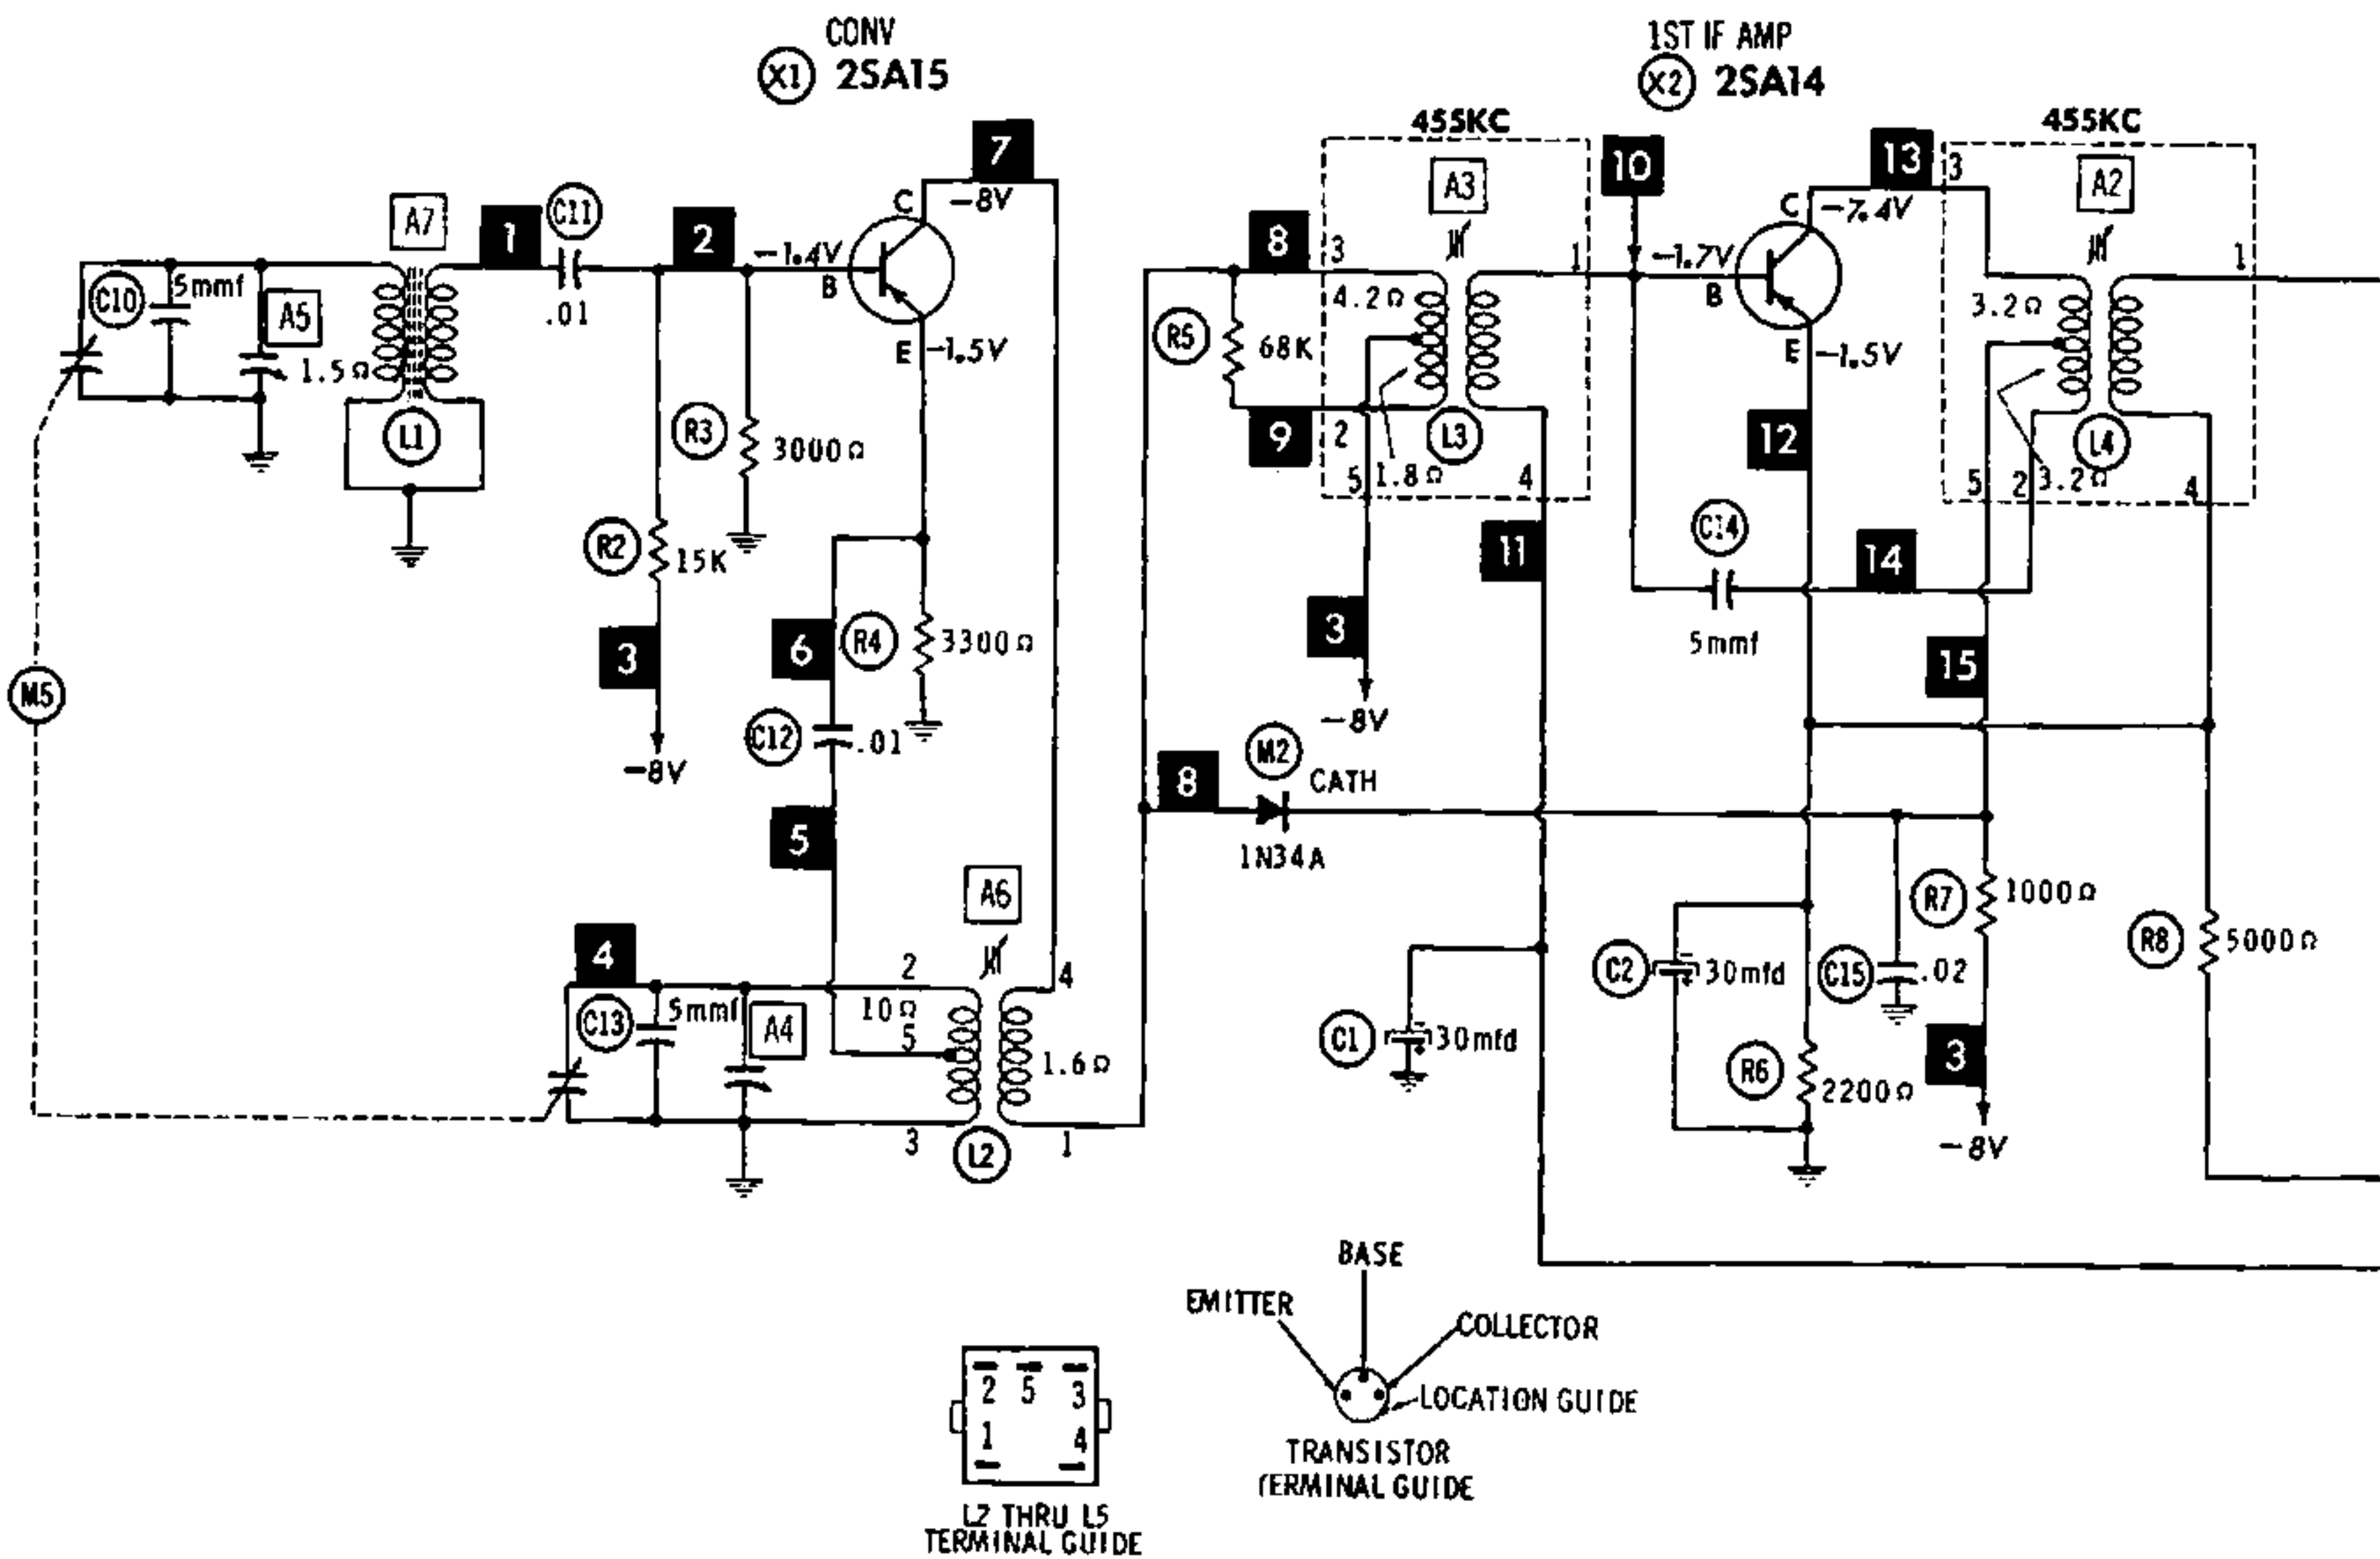 CONV
X1 2SA15
1ST IF AMP
X2 2SA14
455KC
455KC
7
13
3
A3
10
A2
C
-8V
C
-7.4V
A7
1
C11
2
8
3
-1.4V
B
1
-1.7V
B
1
C10
5mmf
A5
.01
4.2Ω
3.2Ω
R5
68K
E
-1.5V
E
-1.5V
1.5Ω
L1
R3
3000Ω
9
2
L3
12
L4
5
1.8Ω
4
5
2
3.2Ω
4
R2
15K
11
C14
14
5mmf
3
6
R4
3300Ω
3
15
M5
-8V
C12
.01
-8V
M2
CATH
8
1N34A
5
A6
R7
1000Ω
4
2
4
R8
5000Ω
C2
30mfd
C15
.02
C13
5mmf
A4
10Ω
5
C1
30mfd
1.6Ω
3
R6
2200Ω
-8V
3
L2
1
BASE
EMITTER
COLLECTOR
LOCATION GUIDE
2 5 3
1 4
TRANSISTOR
TERMINAL GUIDE
L2 THRU L5
TERMINAL GUIDE